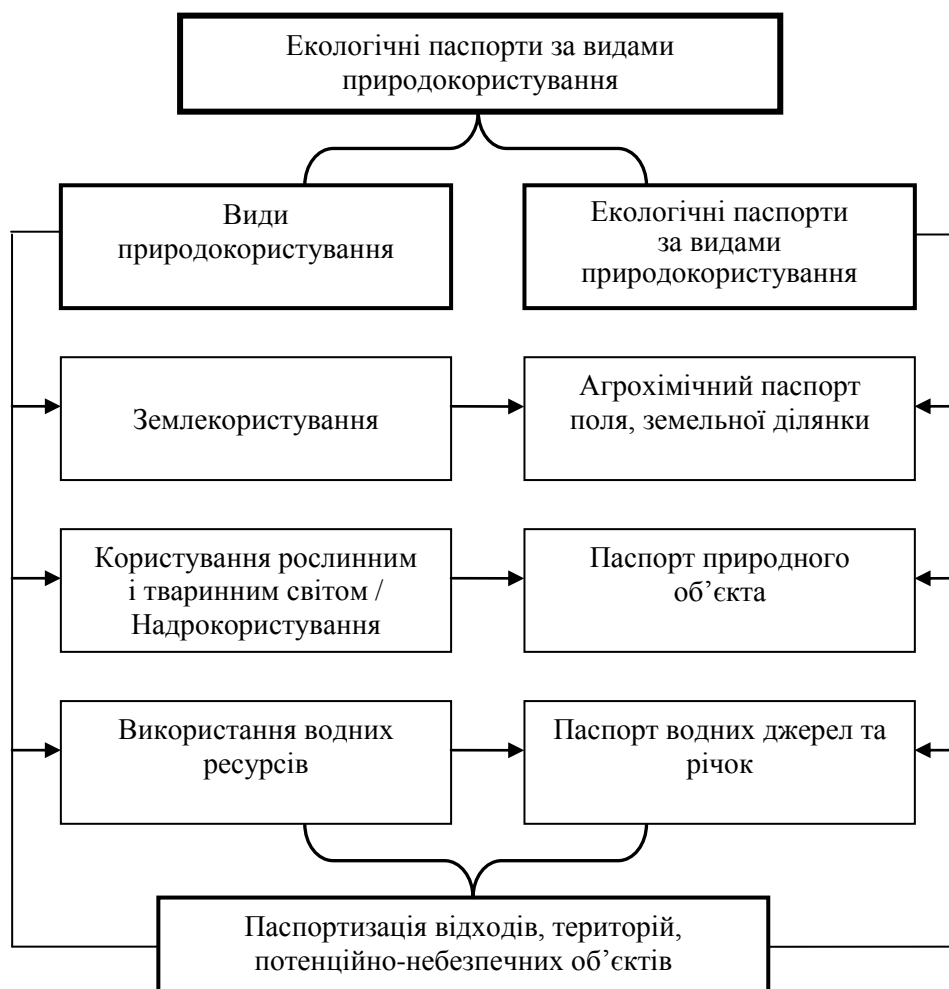 Екологічні паспорти за видами
природокористування
Види
природокористування
Екологічні паспорти
за видами
природокористування
Землекористування
Агрохімічний паспорт
поля, земельної ділянки
Користування рослинним
і тваринним світом /
Надрокористування
Паспорт природного
об’єкта
Використання водних
ресурсів
Паспорт водних джерел та
річок
Паспортизація відходів, територій,
потенційно-небезпечних об’єктів